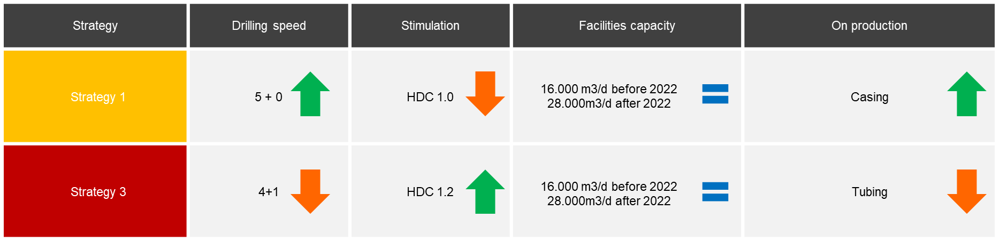 Strategy
Drilling speed
Stimulation
Facilities capacity
On production
Strategy 1
5 + 0
HDC 1.0
16.000 m3/d before 2022
28.000m3/d after 2022
Casing
Strategy 3
4+1
HDC 1.2
16.000 m3/d before 2022
28.000m3/d after 2022
Tubing